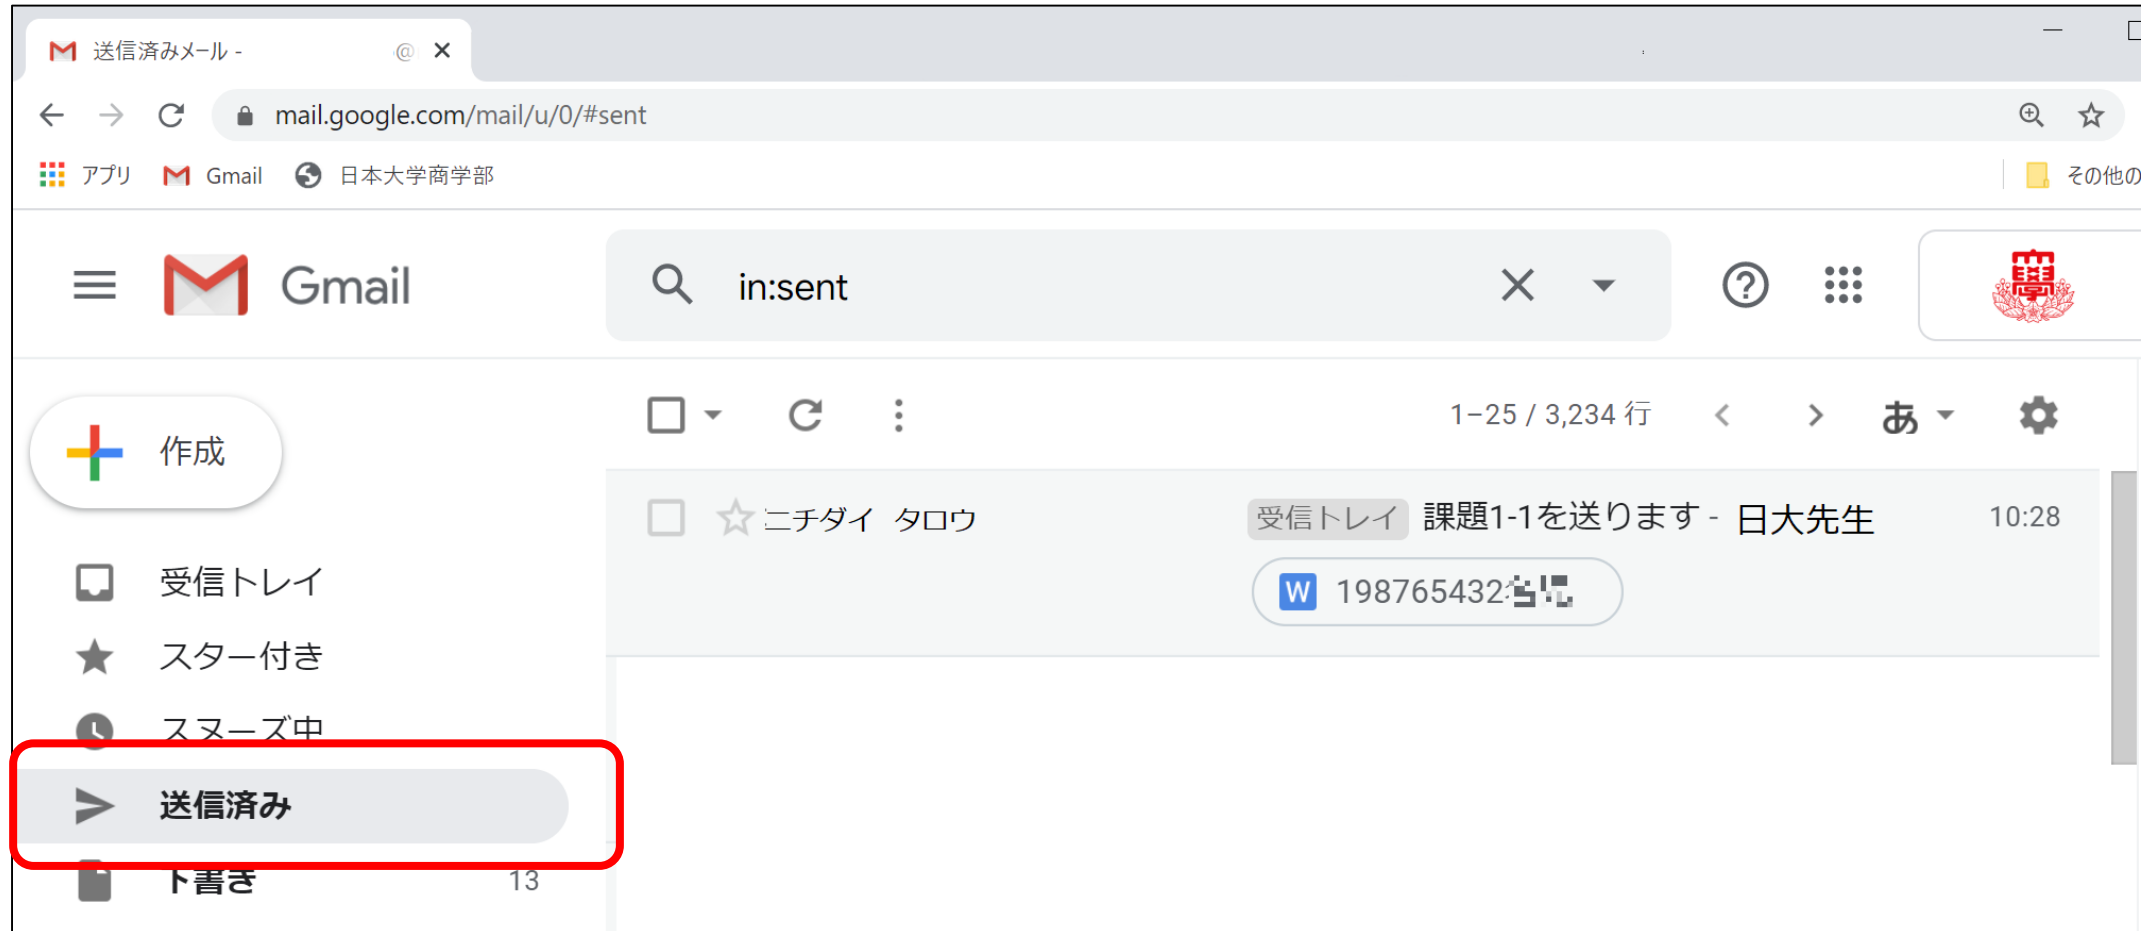 送信済みメール - @
mail.google.com/mail/u/0/#sent
アプリ Gmail 日本大学商学部 その他の
Gmail in:sent
1–25 / 3,234 行 あ
作成
ニチダイ タロウ 受信トレイ 課題1-1を送ります - 日大先生 10:28
W 198765432
受信トレイ
スター付き
スヌーズ中
送信済み
下書き 13